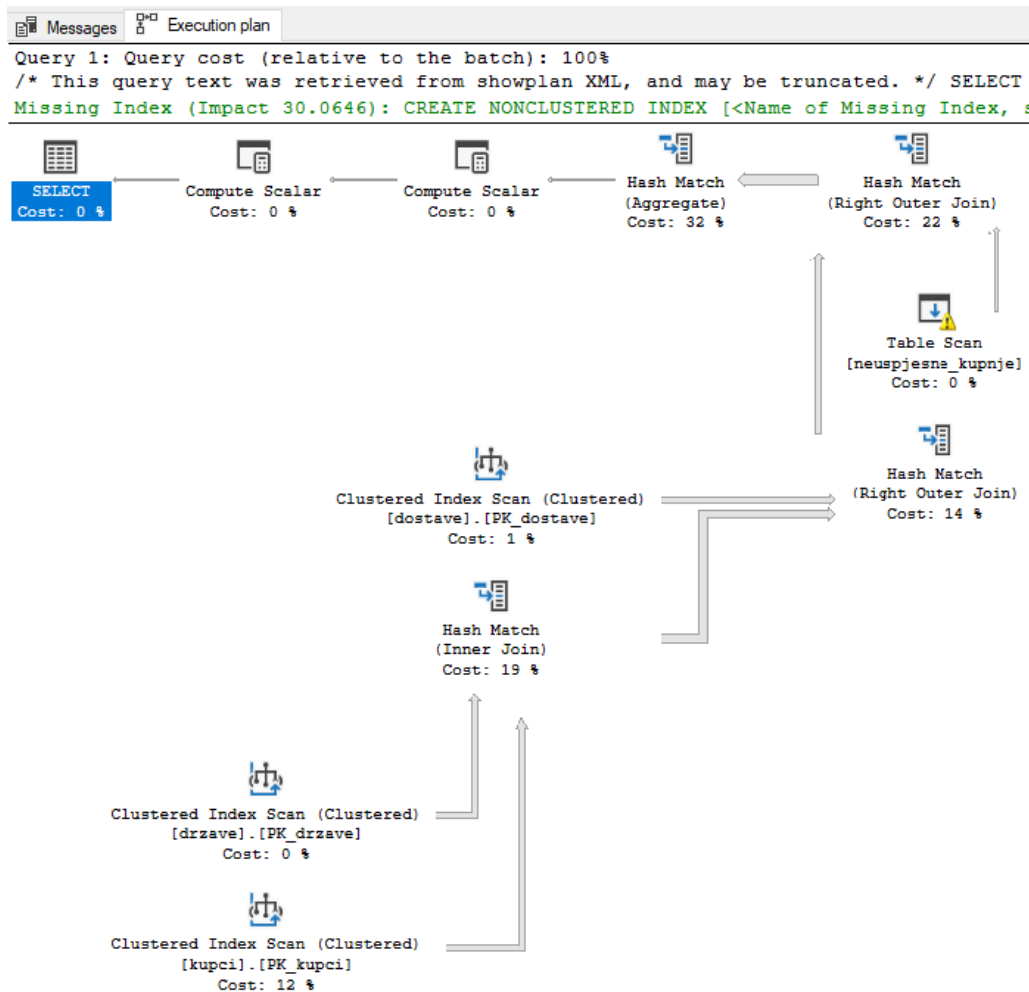 Messages
Execution plan
Query 1: Query cost (relative to the batch): 100%
/* This query text was retrieved from showplan XML, and may be truncated. */ SELECT
Missing Index (Impact 30.0646): CREATE NONCLUSTERED INDEX [<Name of Missing Index, s
SELECT
Cost: 0 %
Compute Scalar
Cost: 0 %
Compute Scalar
Cost: 0 %
Hash Match
(Aggregate)
Cost: 32 %
Hash Match
(Right Outer Join)
Cost: 22 %
Table Scan
[neuspjesne_kupnje]
Cost: 0 %
Hash Match
(Right Outer Join)
Cost: 14 %
Clustered Index Scan (Clustered)
[dostave].[PK_dostave]
Cost: 1 %
Hash Match
(Inner Join)
Cost: 19 %
Clustered Index Scan (Clustered)
[drzave].[PK_drzave]
Cost: 0 %
Clustered Index Scan (Clustered)
[kupci].[PK_kupci]
Cost: 12 %